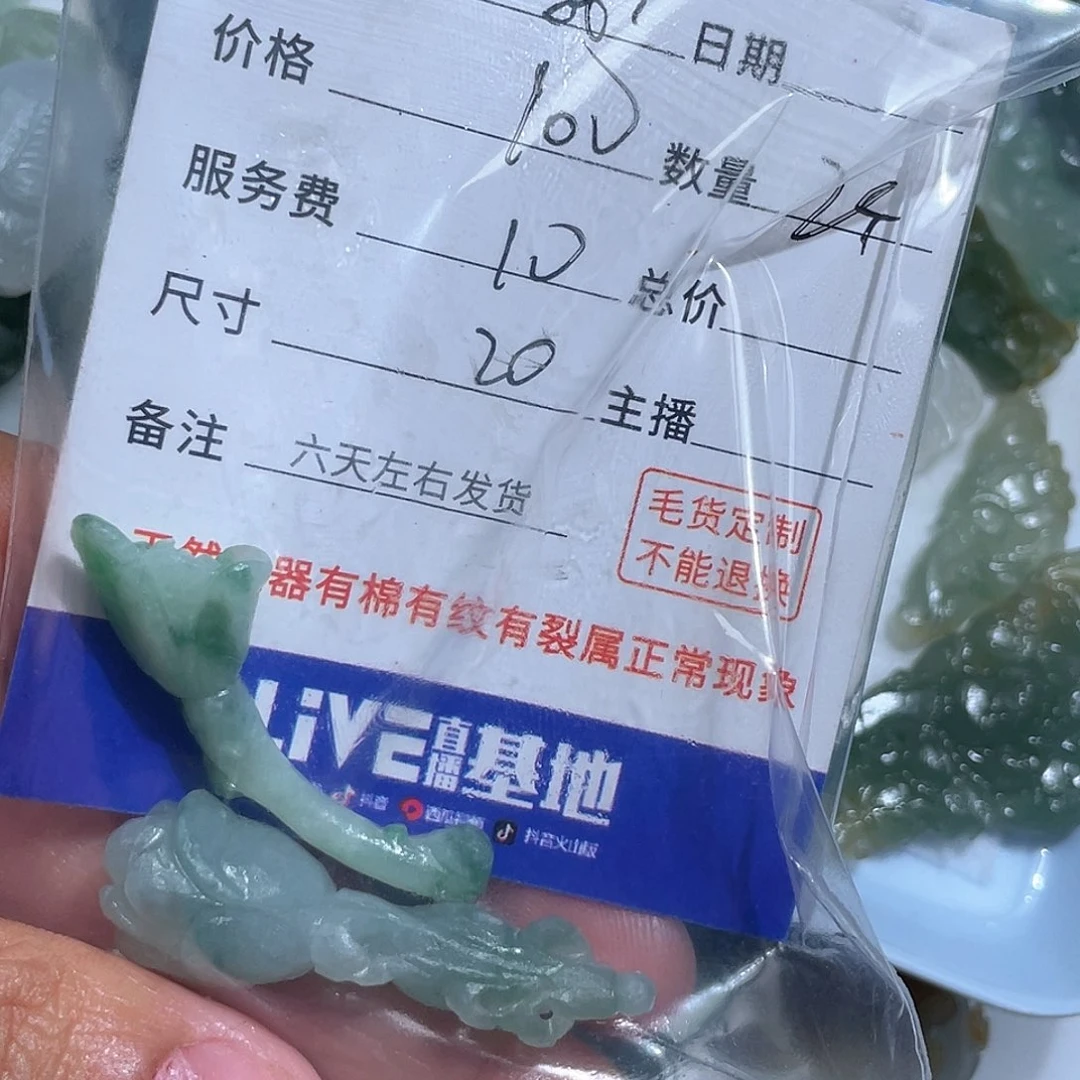 日期
价格 100 数量
服务费 10 总价
尺寸 20 主播
备注 六天左右发货
毛货定制
不能退换
器有棉有纹有裂属正常现象
LiVE直播基地
抖音 西瓜视频 抖音火山版